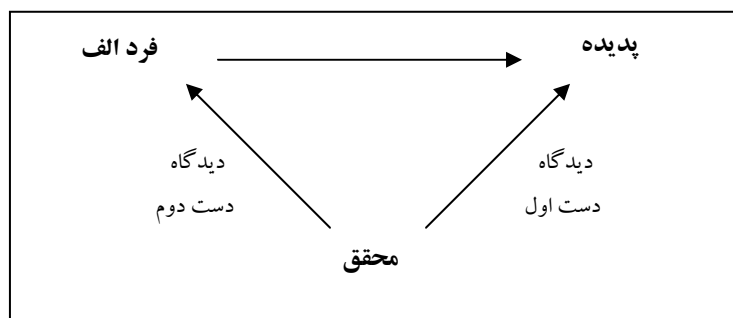 پدیده
فرد الف
دیدگاه
دست اول
دیدگاه
دست دوم
محقق